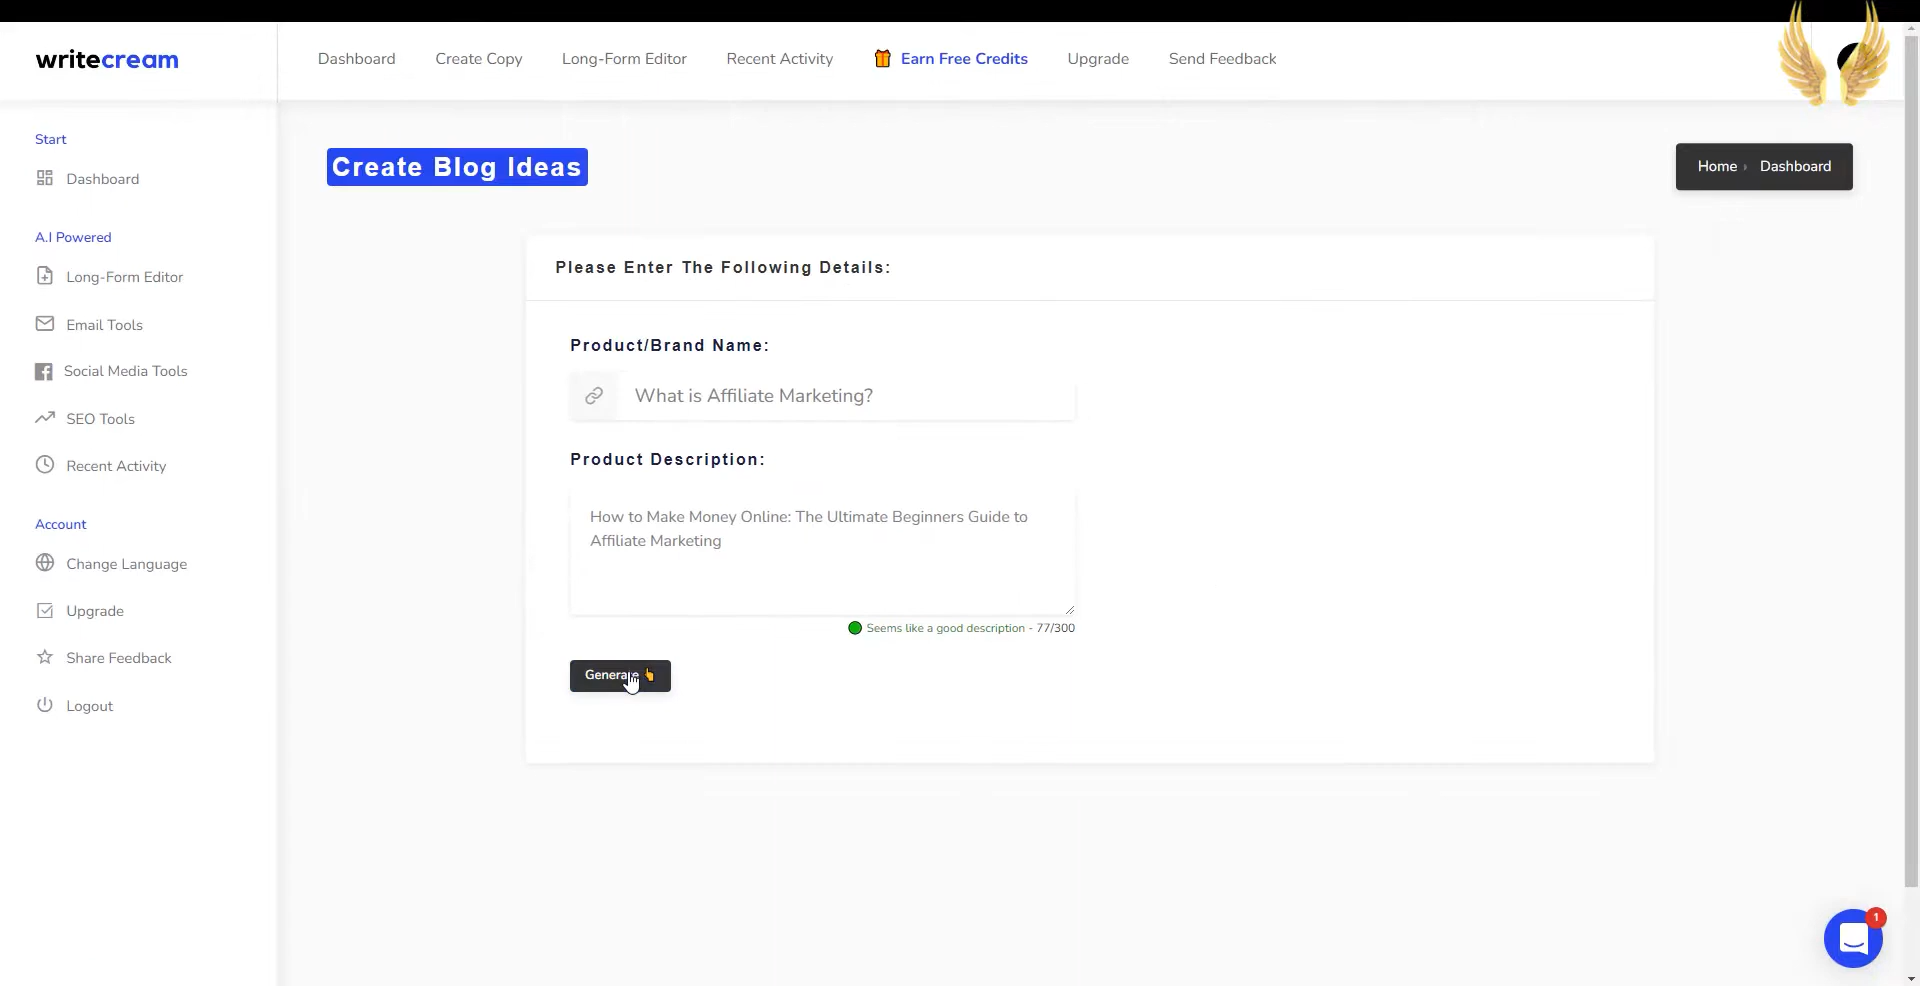 writecream
Dashboard
Create Copy
Long-Form Editor
Recent Activity
Earn Free Credits
Upgrade
Send Feedback
Start
Dashboard
A.I Powered
Long-Form Editor
Email Tools
Social Media Tools
SEO Tools
Recent Activity
Account
Change Language
Upgrade
Share Feedback
Logout
Create Blog Ideas
Home › Dashboard
Please Enter The Following Details:
Product/Brand Name:
What is Affiliate Marketing?
Product Description:
How to Make Money Online: The Ultimate Beginners Guide to
Affiliate Marketing
Seems like a good description - 77/300
Generate
1